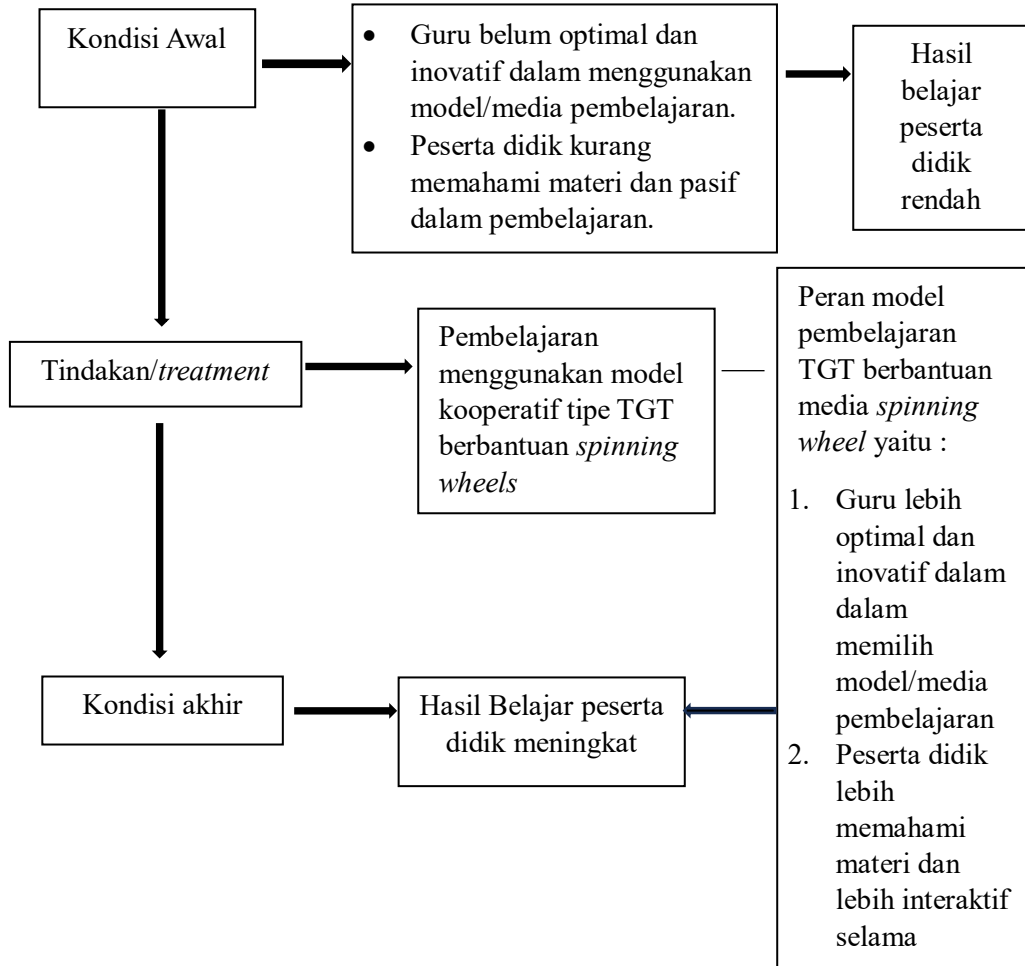 Kondisi Awal
• Guru belum optimal dan
inovatif dalam menggunakan
model/media pembelajaran.
• Peserta didik kurang
memahami materi dan pasif
dalam pembelajaran.
Hasil
belajar
peserta
didik
rendah
Tindakan/treatment
Pembelajaran
menggunakan model
kooperatif tipe TGT
berbantuan spinning
wheels
Peran model
pembelajaran
TGT berbantuan
media spinning
wheel yaitu :
1. Guru lebih
optimal dan
inovatif dalam
dalam
memilih
model/media
pembelajaran
2. Peserta didik
lebih
memahami
materi dan
lebih interaktif
selama
Kondisi akhir
Hasil Belajar peserta
didik meningkat